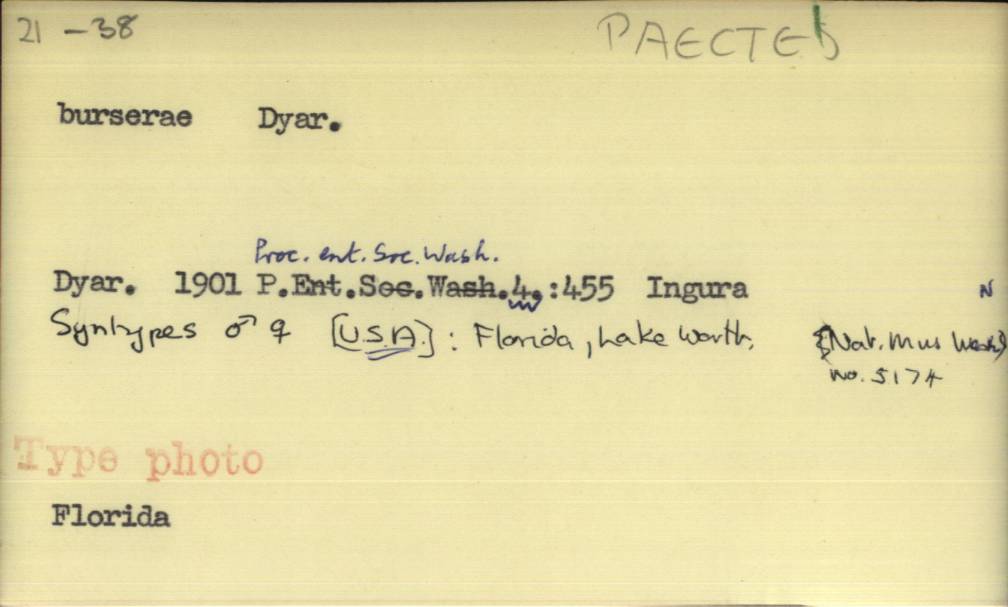 21 - 38
PAECTES
burserae Dyar.
Proc. ent. Soc. Wash.
Dyar. 1901 P.Ent.Soc.Wash.4.:455 Ingura N
Syntypes ♂ ♀ [U.S.A.]: Florida, Lake Worth. {Nat. Mus Wash}
no. 5174
Type photo
Florida